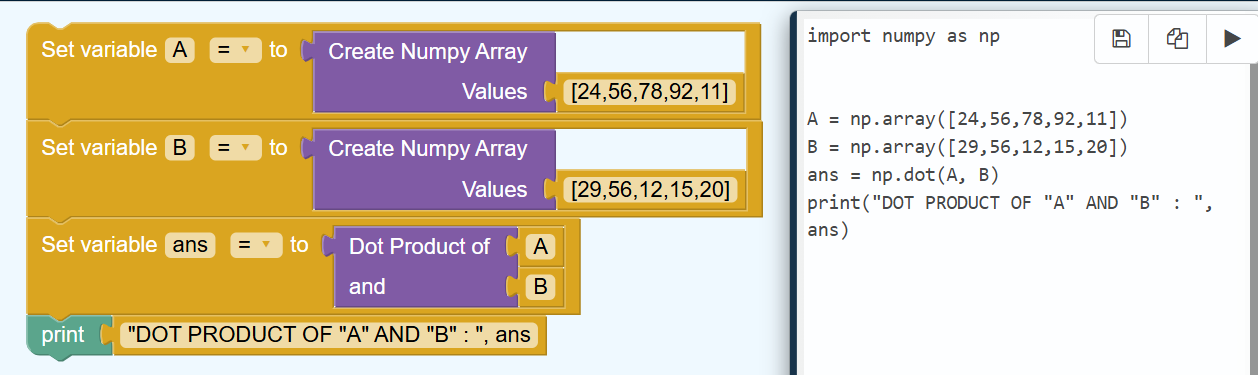 Set variable A = to Create Numpy Array
Values [24,56,78,92,11]
Set variable B = to Create Numpy Array
Values [29,56,12,15,20]
Set variable ans = to Dot Product of A
and B
print "DOT PRODUCT OF "A" AND "B" : ", ans
import numpy as np
A = np.array([24,56,78,92,11])
B = np.array([29,56,12,15,20])
ans = np.dot(A, B)
print("DOT PRODUCT OF "A" AND "B" : ",
ans)